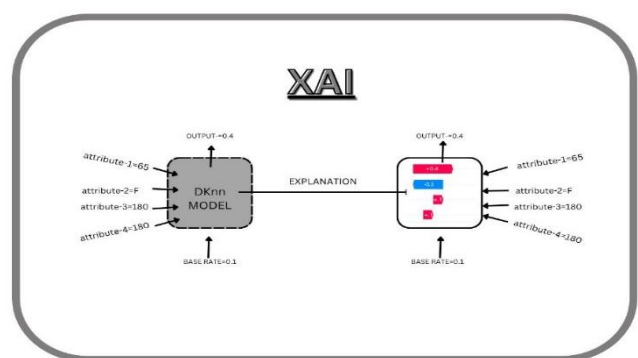 XAI
OUTPUT-=0.4
attribute-1=65
attribute-2=F
attribute-3=180
attribute-4=180
DKnn
MODEL
BASE RATE=0.1
EXPLANATION
OUTPUT-=0.4
+0.4
attribute-1=65
attribute-2=F
attribute-3=180
attribute-4=180
BASE RATE=0.1